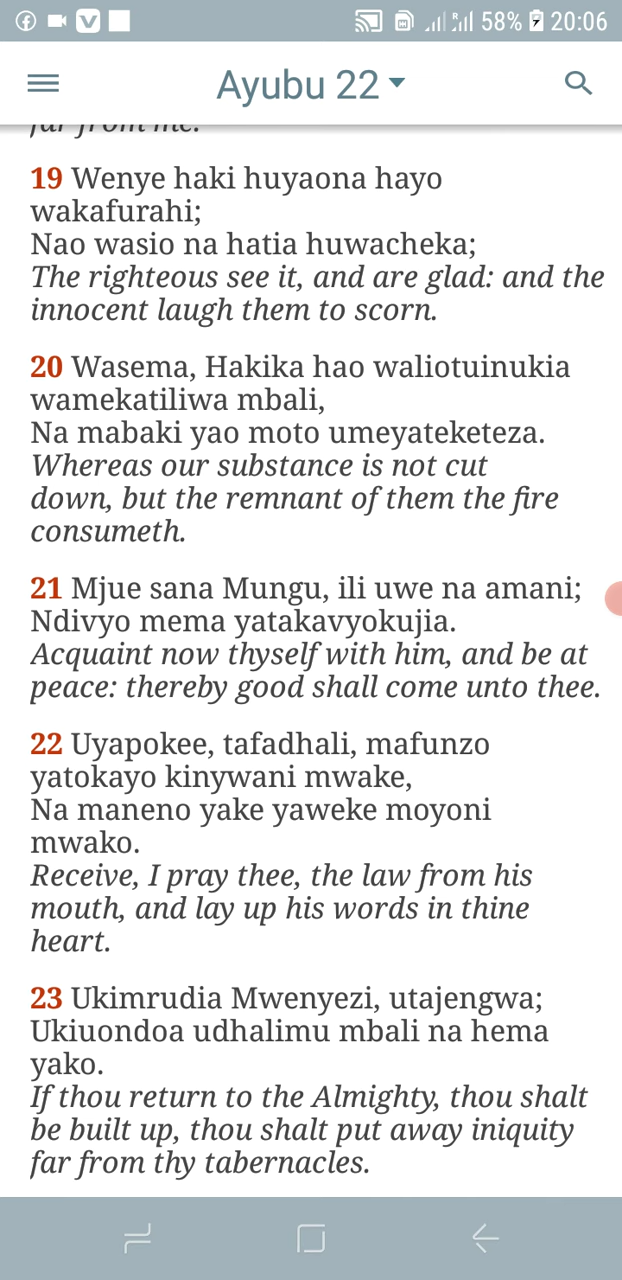 58% 20:06
Ayubu 22
far from me.
19 Wenye haki huyaona hayo
wakafurahi;
Nao wasio na hatia huwacheka;
The righteous see it, and are glad: and the
innocent laugh them to scorn.
20 Wasema, Hakika hao waliotuinukia
wamekatiliwa mbali,
Na mabaki yao moto umeyateketeza.
Whereas our substance is not cut
down, but the remnant of them the fire
consumeth.
21 Mjue sana Mungu, ili uwe na amani;
Ndivyo mema yatakavyokujia.
Acquaint now thyself with him, and be at
peace: thereby good shall come unto thee.
22 Uyapokee, tafadhali, mafunzo
yatokayo kinywani mwake,
Na maneno yake yaweke moyoni
mwako.
Receive, I pray thee, the law from his
mouth, and lay up his words in thine
heart.
23 Ukimrudia Mwenyezi, utajengwa;
Ukiuondoa udhalimu mbali na hema
yako.
If thou return to the Almighty, thou shalt
be built up, thou shalt put away iniquity
far from thy tabernacles.